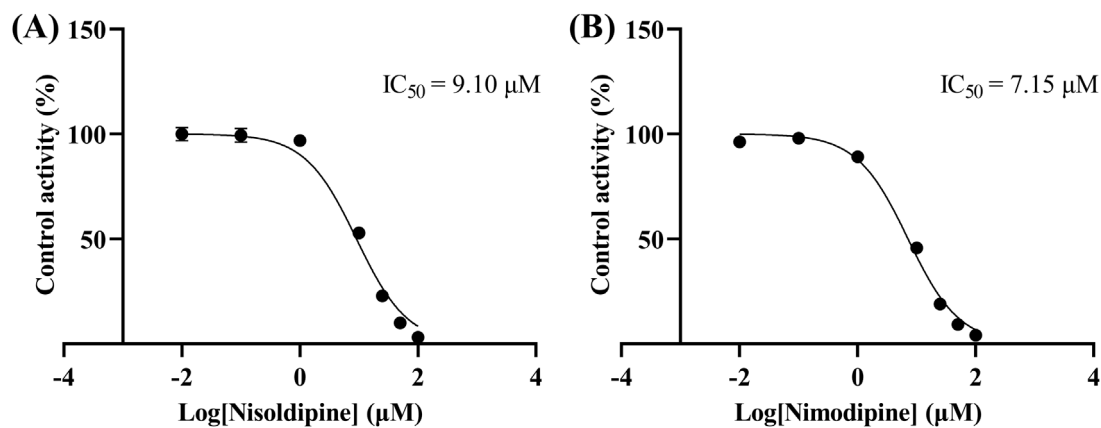 (A)
150
100
50
Control activity (%)
IC50 = 9.10 μM
-4 -2 0 2 4
Log[Nisoldipine] (μM)
(B)
150
100
50
Control activity (%)
IC50 = 7.15 μM
-4 -2 0 2 4
Log[Nimodipine] (μM)